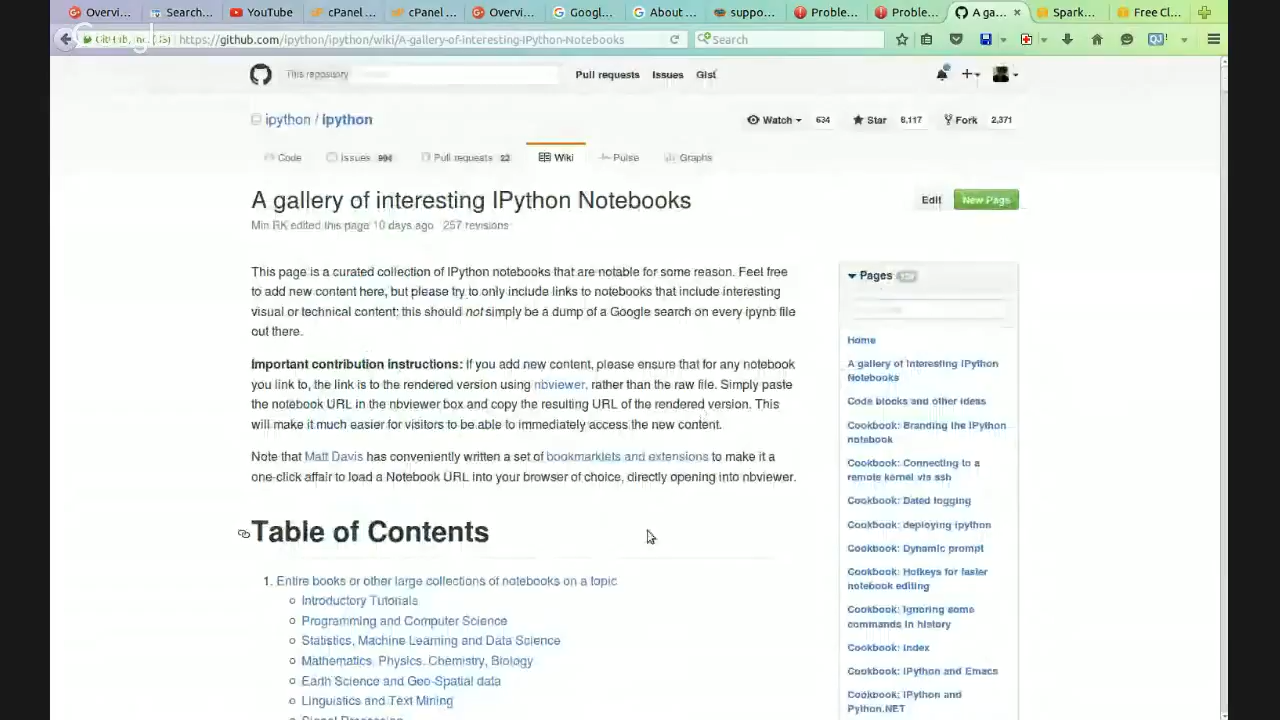 Overvi... Search... YouTube cPanel ... cPanel ... Overvi... Googl... About ... suppo... Proble... Proble... A ga... × Spark... Free Cl...
GitHub, Inc. (US) https://github.com/ipython/ipython/wiki/A-gallery-of-interesting-IPython-Notebooks Search
This repository Pull requests Issues Gist
ipython / ipython Watch 634 Star 8,117 Fork 2,371
Code Issues Pull requests 22 Wiki Pulse Graphs
A gallery of interesting IPython Notebooks Edit New Page
Min RK edited this page 10 days ago · 257 revisions
This page is a curated collection of IPython notebooks that are notable for some reason. Feel free
to add new content here, but please try to only include links to notebooks that include interesting
visual or technical content; this should not simply be a dump of a Google search on every ipynb file
out there.
Important contribution instructions: If you add new content, please ensure that for any notebook
you link to, the link is to the rendered version using nbviewer, rather than the raw file. Simply paste
the notebook URL in the nbviewer box and copy the resulting URL of the rendered version. This
will make it much easier for visitors to be able to immediately access the new content.
Note that Matt Davis has conveniently written a set of bookmarklets and extensions to make it a
one-click affair to load a Notebook URL into your browser of choice, directly opening into nbviewer.
Table of Contents
1. Entire books or other large collections of notebooks on a topic
Introductory Tutorials
Programming and Computer Science
Statistics, Machine Learning and Data Science
Mathematics, Physics, Chemistry, Biology
Earth Science and Geo-Spatial data
Linguistics and Text Mining
Signal Processing
Pages
Home
A gallery of interesting IPython
Notebooks
Code blocks and other ideas
Cookbook: Branding the IPython
notebook
Cookbook: Connecting to a
remote kernel via ssh
Cookbook: Dated logging
Cookbook: deploying ipython
Cookbook: Dynamic prompt
Cookbook: Hotkeys for faster
notebook editing
Cookbook: Ignoring some
commands in history
Cookbook: Index
Cookbook: IPython and Emacs
Cookbook: IPython and
Python.NET